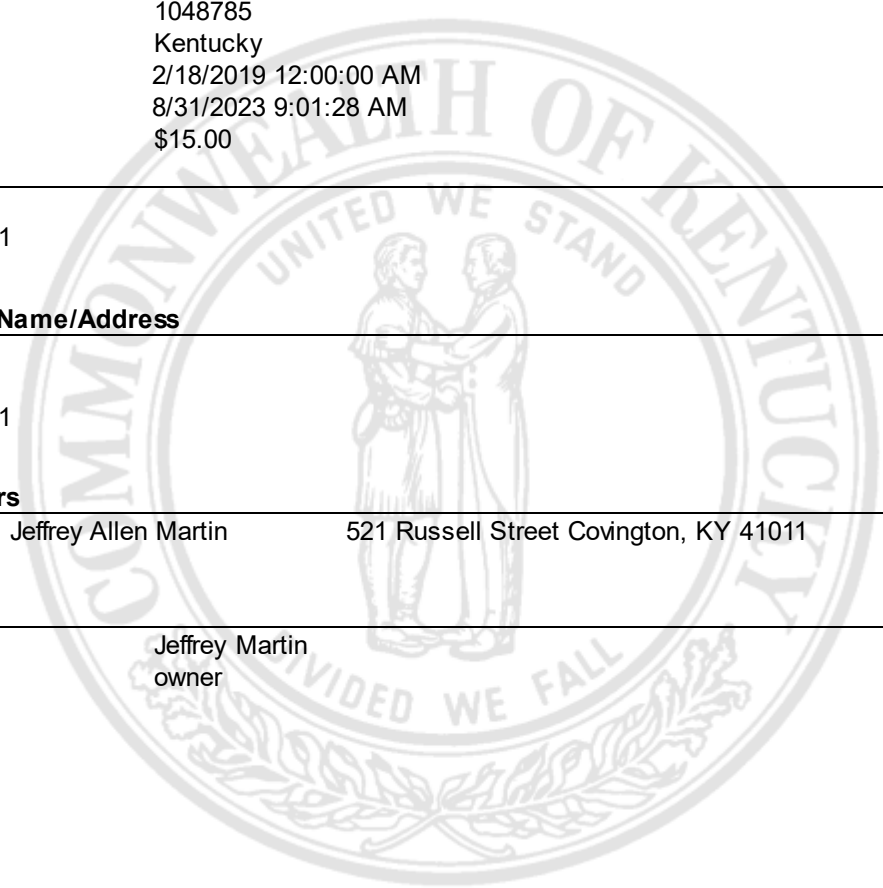 1048785
Kentucky
2/18/2019 12:00:00 AM
8/31/2023 9:01:28 AM
$15.00
COMMONWEALTH OF KENTUCKY
UNITED WE STAND
1
Name/Address
1
rs
Jeffrey Allen Martin 521 Russell Street Covington, KY 41011
Jeffrey Martin
owner
DIVIDED WE FALL